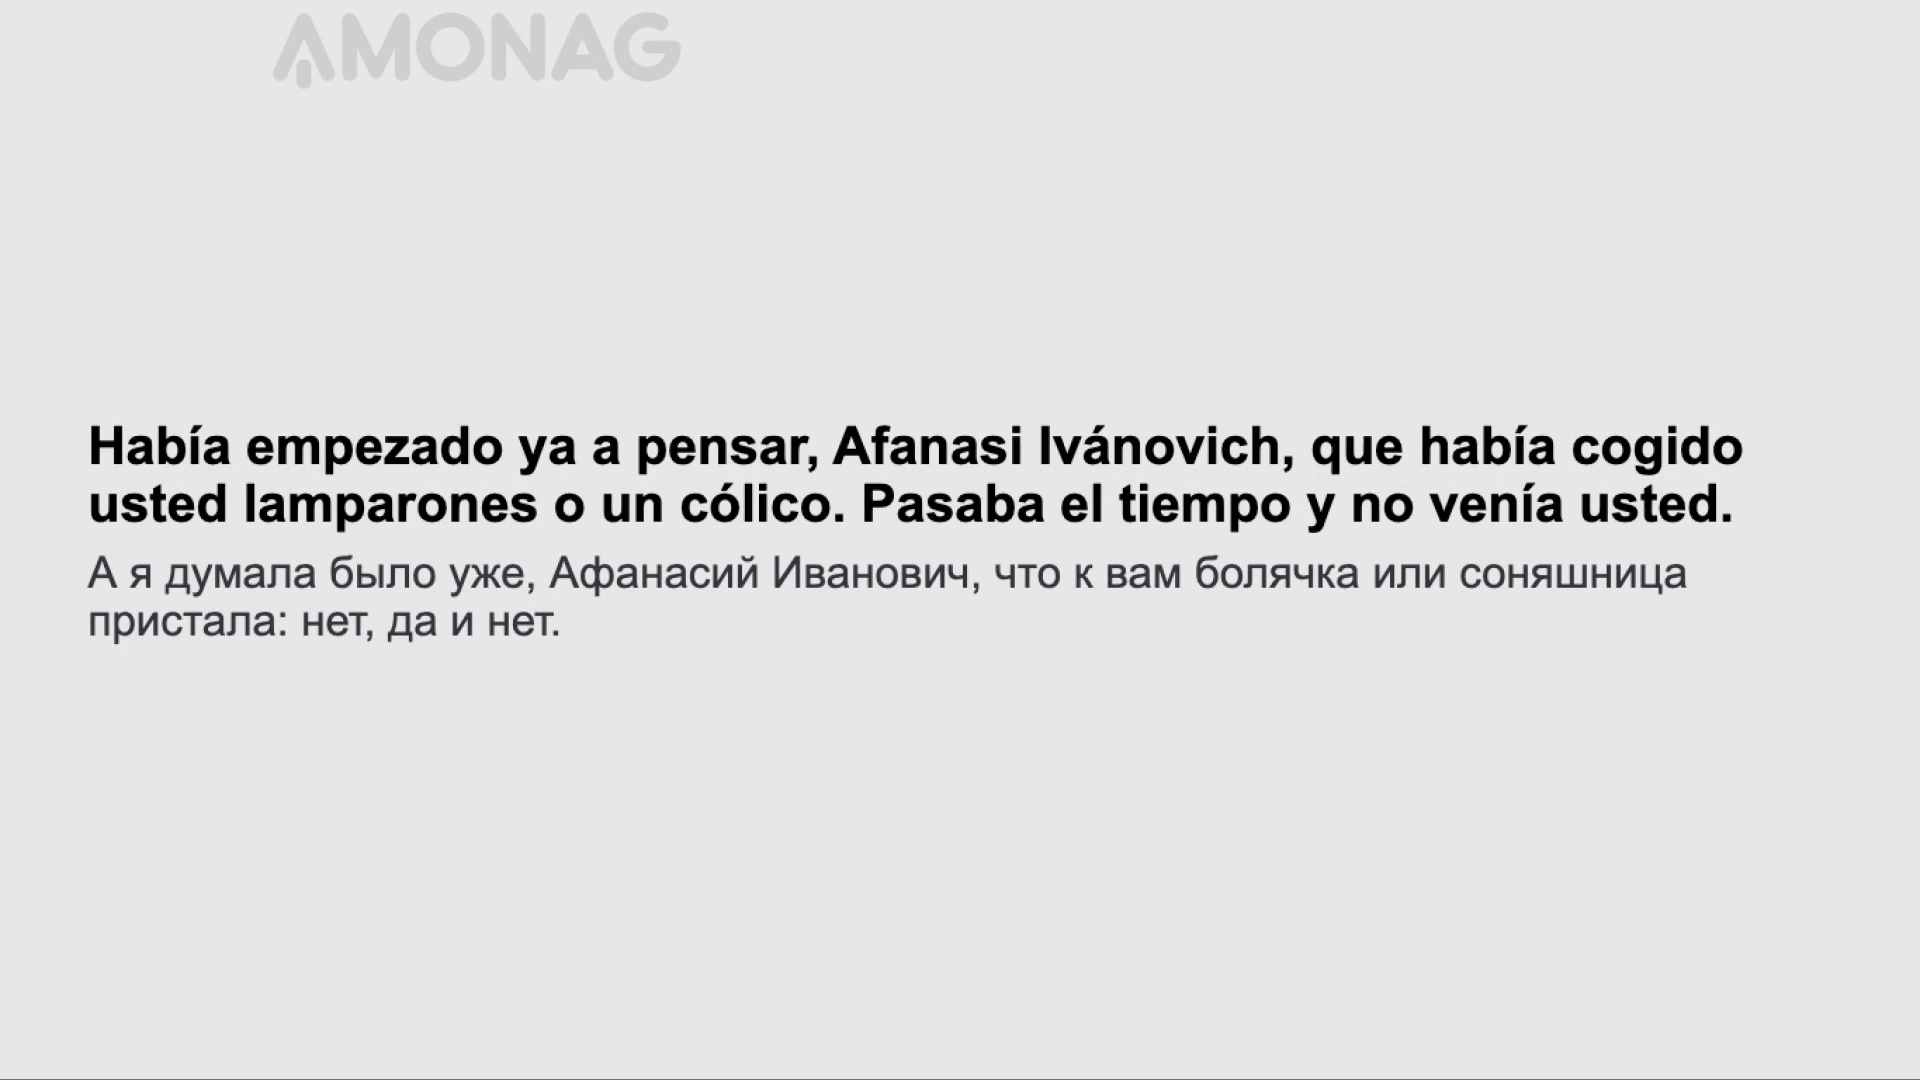 AMONAG
Había empezado ya a pensar, Afanasi Ivánovich, que había cogido
usted lamparones o un cólico. Pasaba el tiempo y no venía usted.
А я думала было уже, Афанасий Иванович, что к вам болячка или соняшница
пристала: нет, да и нет.